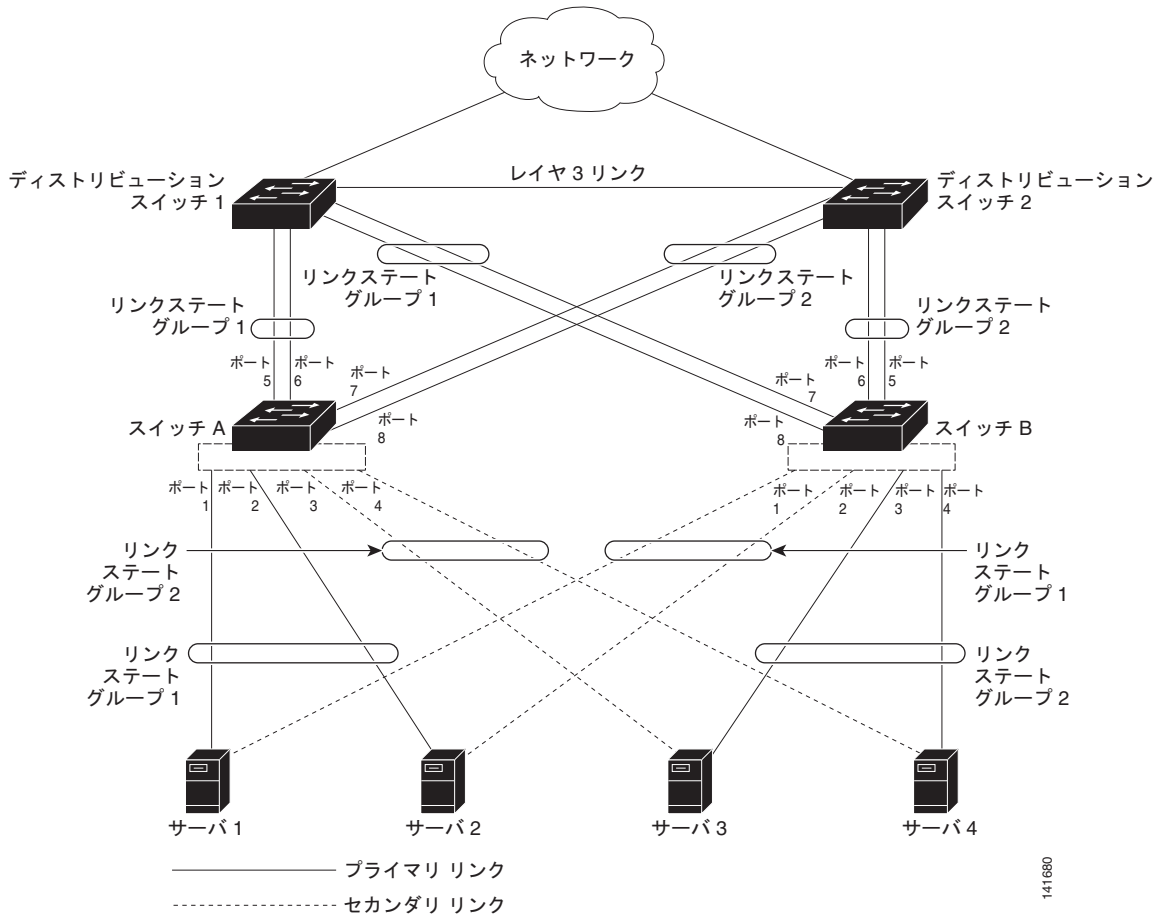 ネットワーク
レイヤ 3 リンク
ディストリビューション
スイッチ 1
ディストリビューション
スイッチ 2
リンクステート
グループ 1
リンクステート
グループ 2
リンクステート
グループ 1
リンクステート
グループ 2
ポート
5
ポート
6
ポート
7
ポート
8
ポート
6
ポート
5
ポート
7
ポート
8
スイッチ A
スイッチ B
ポート
1
ポート
2
ポート
3
ポート
4
ポート
1
ポート
2
ポート
3
ポート
4
リンク
ステート
グループ 2
リンク
ステート
グループ 1
リンク
ステート
グループ 1
リンク
ステート
グループ 2
サーバ 1
サーバ 2
サーバ 3
サーバ 4
プライマリ リンク
セカンダリ リンク
141680